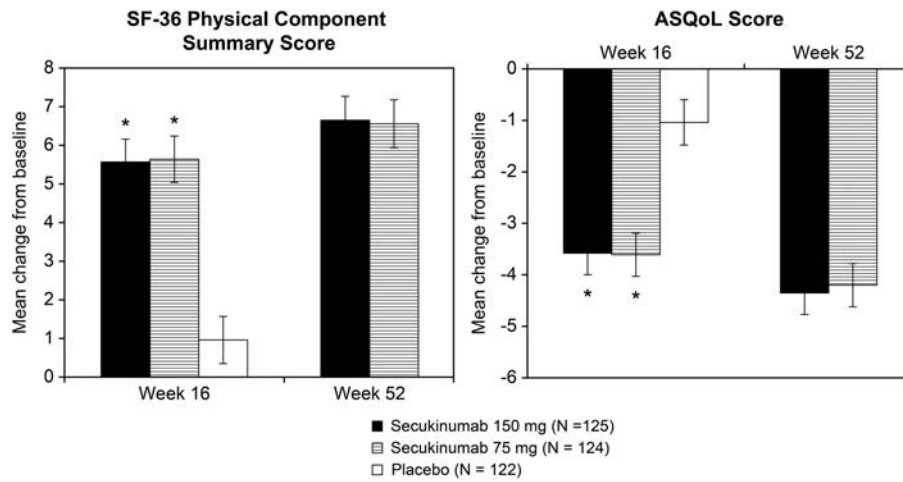 SF-36 Physical Component
Summary Score
Mean change from baseline
8
7
6
5
4
3
2
1
0
* *
Week 16 Week 52
ASQoL Score
Week 16 Week 52
Mean change from baseline
0
-1
-2
-3
-4
-5
-6
* *
Secukinumab 150 mg (N =125)
Secukinumab 75 mg (N = 124)
Placebo (N = 122)